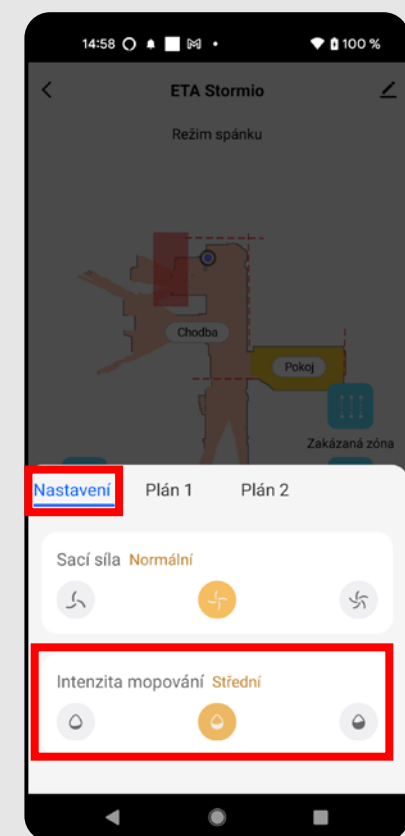 14:58 100 %
ETA Stormio
Režim spánku
Chodba
Pokoj
Zakázaná zóna
Nastavení Plán 1 Plán 2
Sací síla Normální
Intenzita mopování Střední